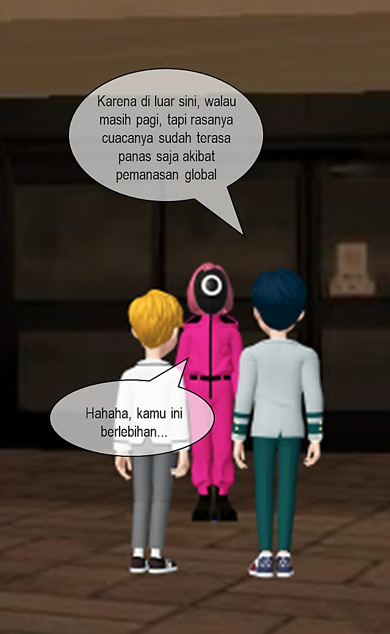 Karena di luar sini, walau
masih pagi, tapi rasanya
cuacanya sudah terasa
panas saja akibat
pemanasan global
Hahaha, kamu ini
berlebihan...